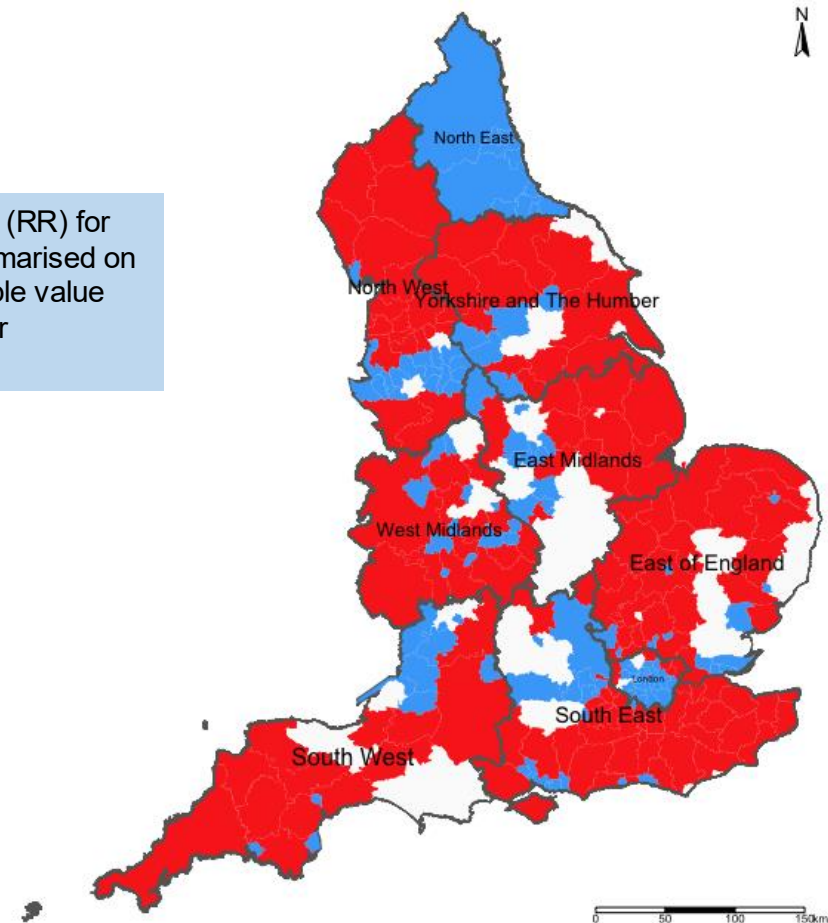 N
North East
(RR) for
marised on
ple value
r
North West
Yorkshire and The Humber
East Midlands
West Midlands
East of England
London
South East
South West
0 50 100 150km